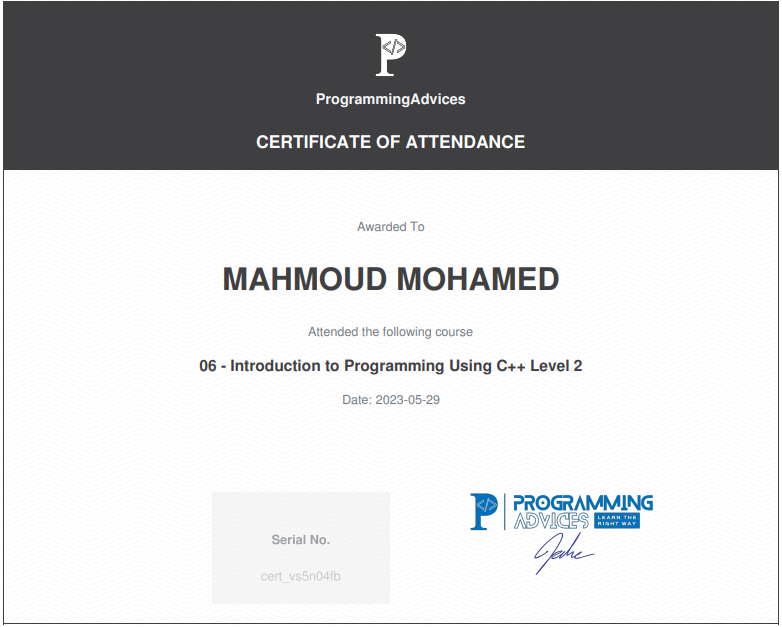 ProgrammingAdvices
CERTIFICATE OF ATTENDANCE
Awarded To
MAHMOUD MOHAMED
Attended the following course
06 - Introduction to Programming Using C++ Level 2
Date: 2023-05-29
Serial No.
cert_vs5n04fb
P </> PROGRAMMING
ADVICES LEARN THE
RIGHT WAY